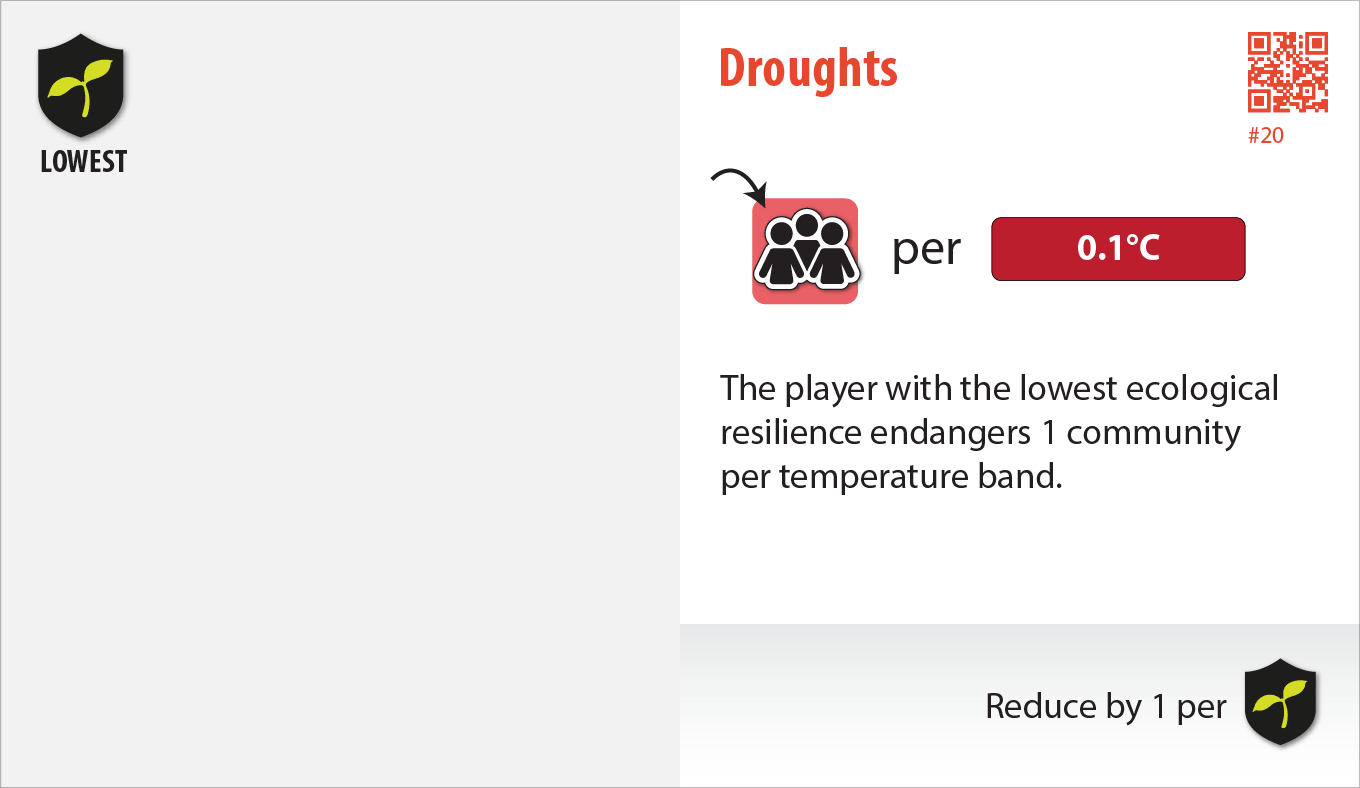 LOWEST
Droughts
#20
per 0.1°C
The player with the lowest ecological
resilience endangers 1 community
per temperature band.
Reduce by 1 per